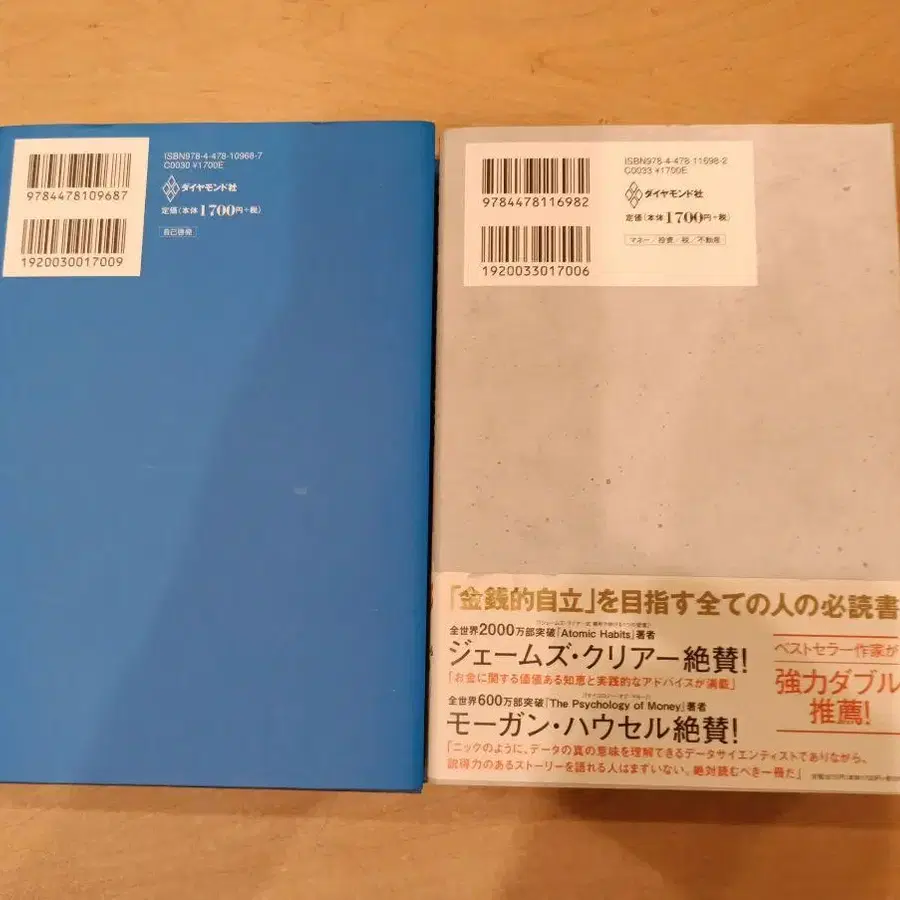 9784478109687
1920030017009
ISBN978-4-478-10968-7
C0030 ¥1700E
ダイヤモンド社
定価(本体1700円+税)
自己啓発
9784478116982
1920033017006
ISBN978-4-478-11698-2
C0033 ¥1700E
ダイヤモンド社
定価(本体1700円+税)
マネー/投資/税/不動産
「金銭的自立」を目指す全ての人の必読書
全世界2000万部突破『Atomic Habits』著者
ジェームズ・クリアー絶賛!
「お金に関する価値ある知恵と実践的なアドバイスが満載」
全世界600万部突破『The Psychology of Money』著者
モーガン・ハウセル絶賛!
「ニックのように、データの真の意味を理解できるデータサイエンティストでありながら、
説得力のあるストーリーを語れる人はまずいない。絶対読むべき一冊だ」
ベストセラー作家が
強力ダブル
推薦!